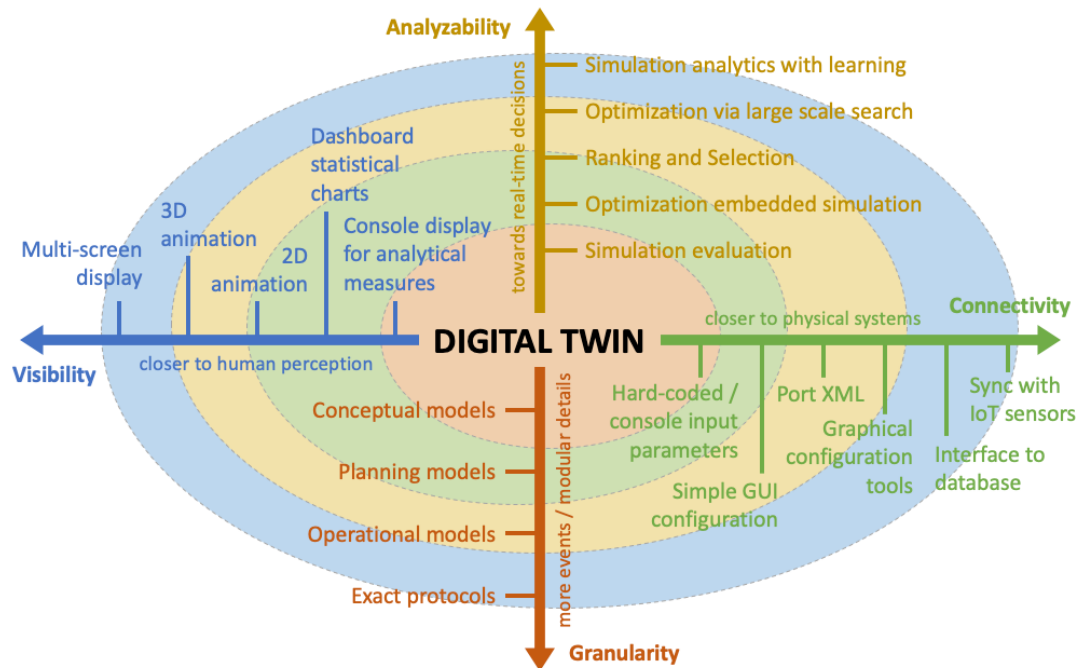 Analyzability
towards real-time decisions
Simulation analytics with learning
Optimization via large scale search
Ranking and Selection
Optimization embedded simulation
Simulation evaluation
Dashboard
statistical
charts
3D
animation
Multi-screen
display
2D
animation
Console display
for analytical
measures
Visibility
closer to human perception
DIGITAL TWIN
closer to physical systems
Connectivity
Hard-coded /
console input
parameters
Simple GUI
configuration
Port XML
Graphical
configuration
tools
Interface to
database
Sync with
IoT sensors
Conceptual models
Planning models
Operational models
Exact protocols
more events / modular details
Granularity